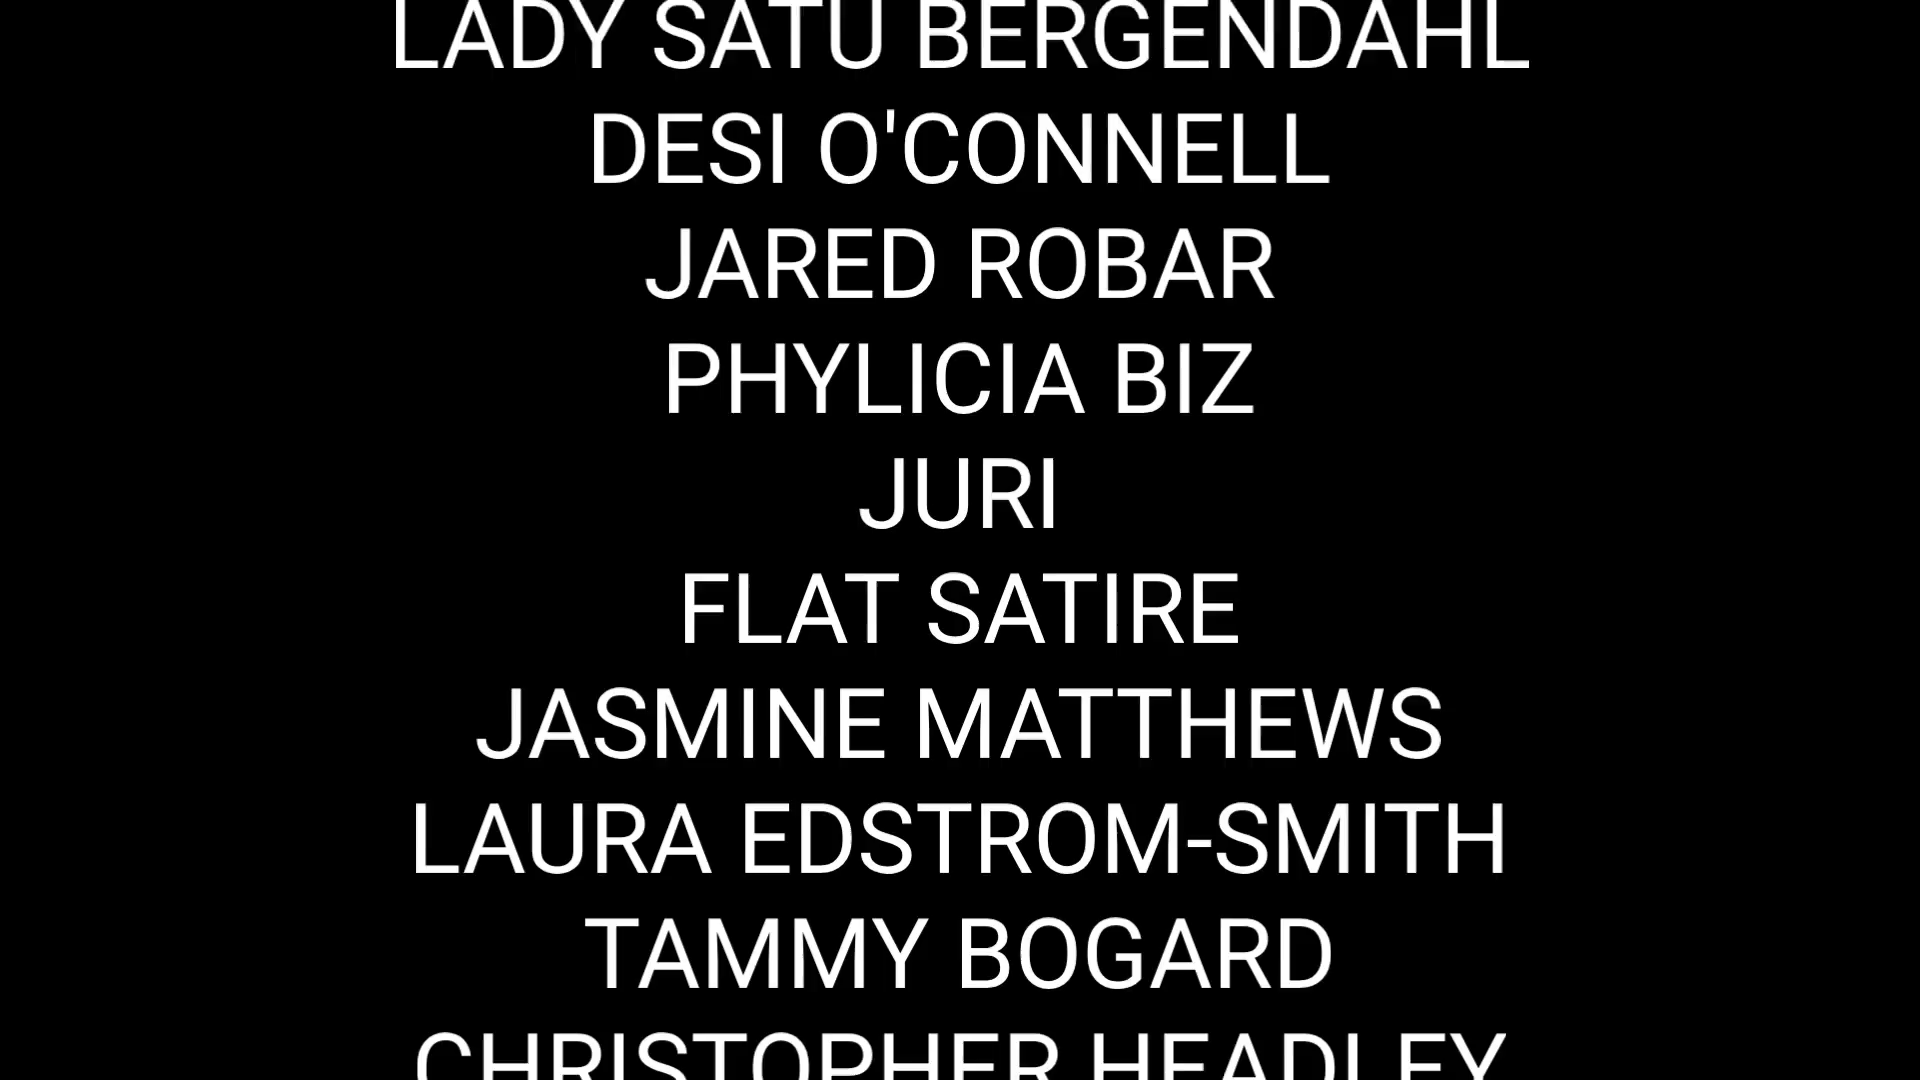 LADY SATU BERGENDAHL
DESI O'CONNELL
JARED ROBAR
PHYLICIA BIZ
JURI
FLAT SATIRE
JASMINE MATTHEWS
LAURA EDSTROM-SMITH
TAMMY BOGARD
CHRISTOPHER HEADLEY